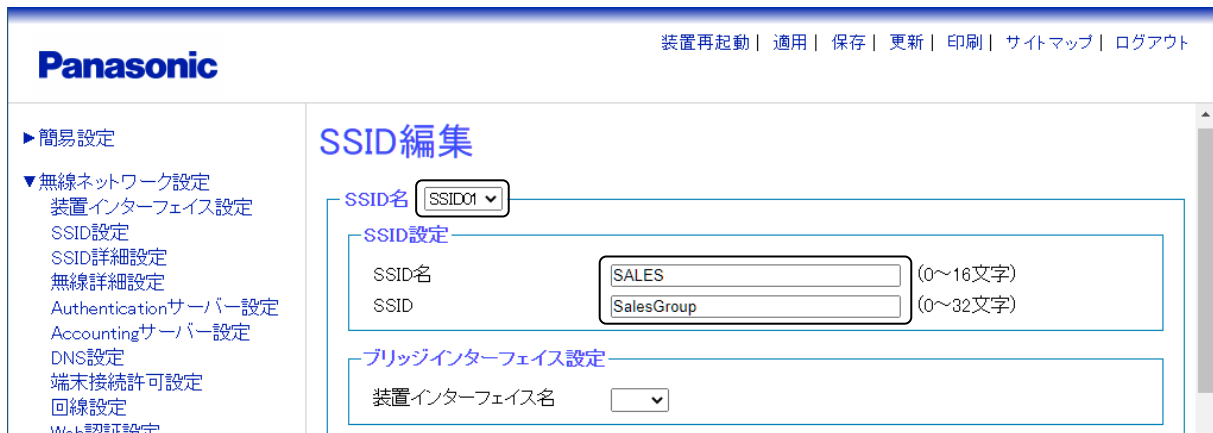 装置再起動| 適用| 保存| 更新| 印刷| サイトマップ| ログアウト
Panasonic
▶簡易設定
▼無線ネットワーク設定
装置インターフェイス設定
SSID設定
SSID詳細設定
無線詳細設定
Authenticationサーバー設定
Accountingサーバー設定
DNS設定
端末接続許可設定
回線設定
Web認証設定
SSID編集
SSID名 SSID01
SSID設定
SSID名 SALES (0~16文字)
SSID SalesGroup (0~32文字)
ブリッジインターフェイス設定
装置インターフェイス名